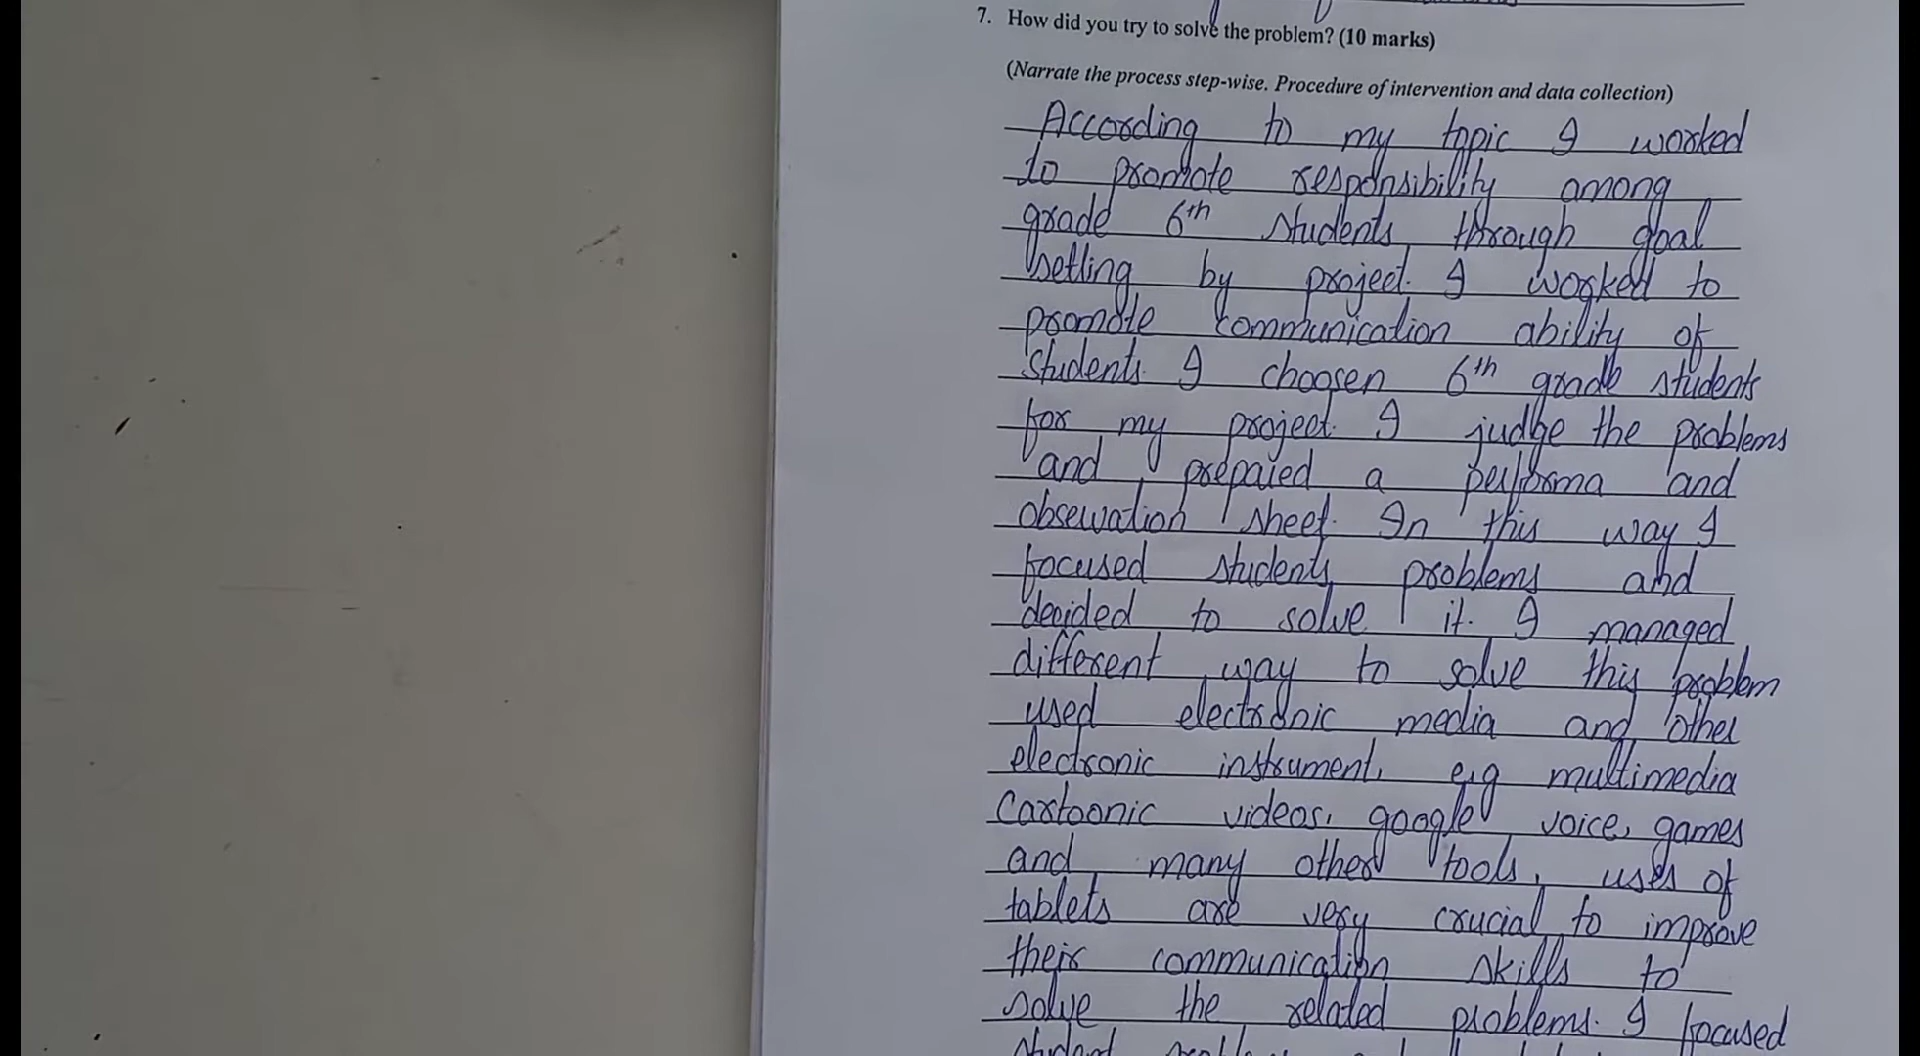 7. How did you try to solve the problem? (10 marks)
(Narrate the process step-wise. Procedure of intervention and data collection)
According to my topic I worked
to promote responsibility among
grade 6th students through goal
setting by project. I worked to
promote communication ability of
students. I choosen 6th grade students
for my project. I judge the problems
and prepaied a performa and
observation sheet. In this way I
focused students problems and
decided to solve it. I managed
different way to solve this problem
used electronic media and other
electronic instrument, e.g multimedia
Cartoonic videos, google voice, games
and many other tools, uses of
tablets are very crucial to improve
their communication skills to
solve the related problems. I focused
student